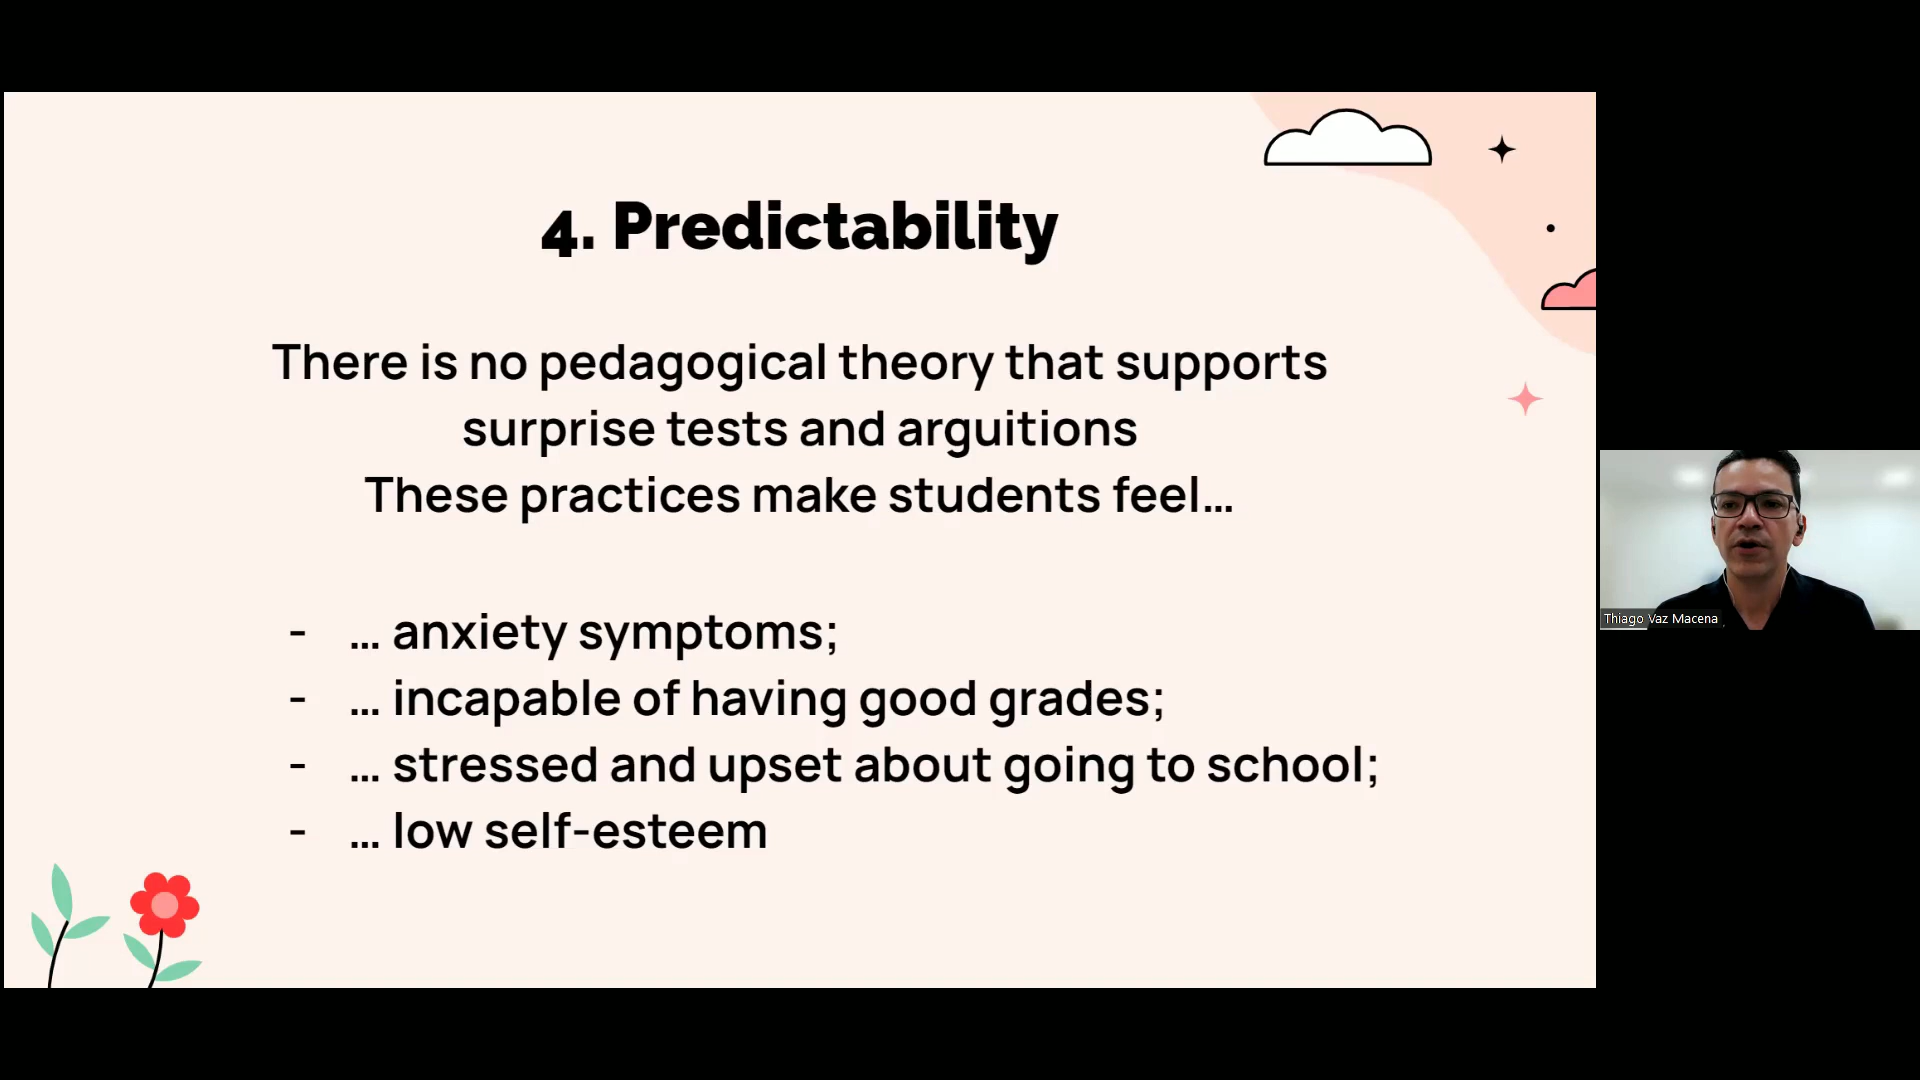 4. Predictability
There is no pedagogical theory that supports
surprise tests and arguitions
These practices make students feel…
- … anxiety symptoms;
- … incapable of having good grades;
- … stressed and upset about going to school;
- … low self-esteem
Thiago Vaz Macena